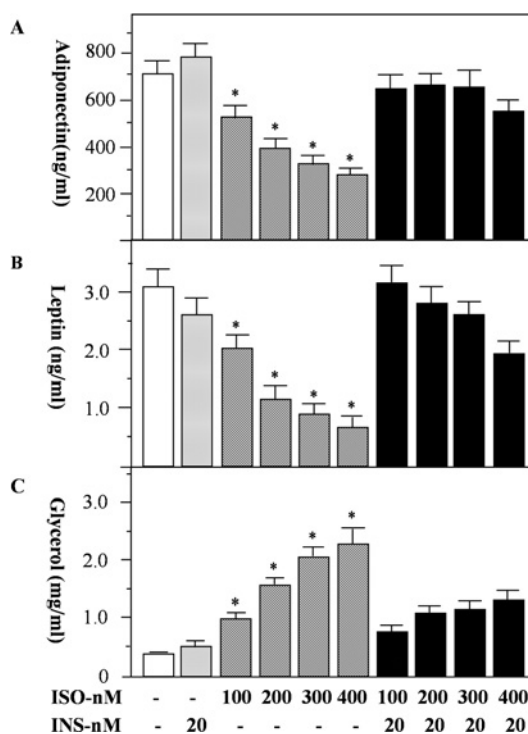 A
Adiponectin(ng/ml)
800
600
400
200
* * * *
B
Leptin (ng/ml)
3.0
2.0
1.0
* * * *
C
Glycerol (mg/ml)
3.0
2.0
1.0
0
* * * *
ISO-nM - - 100 200 300 400 100 200 300 400
INS-nM - 20 - - - - 20 20 20 20